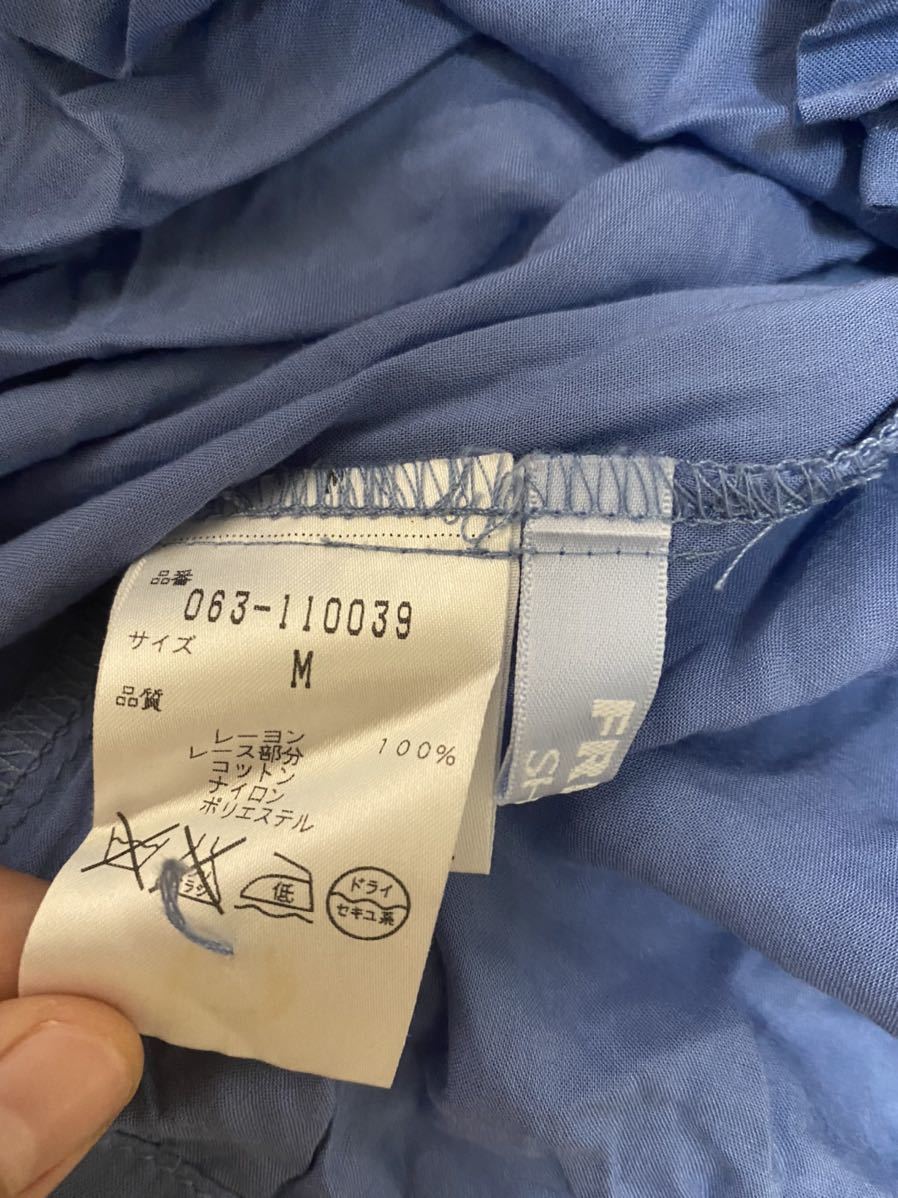 品番
063-110039
サイズ
M
品質
レーヨン 100%
レース部分
コットン
ナイロン
ポリエステル
低
ドライ
セキユ系
FR